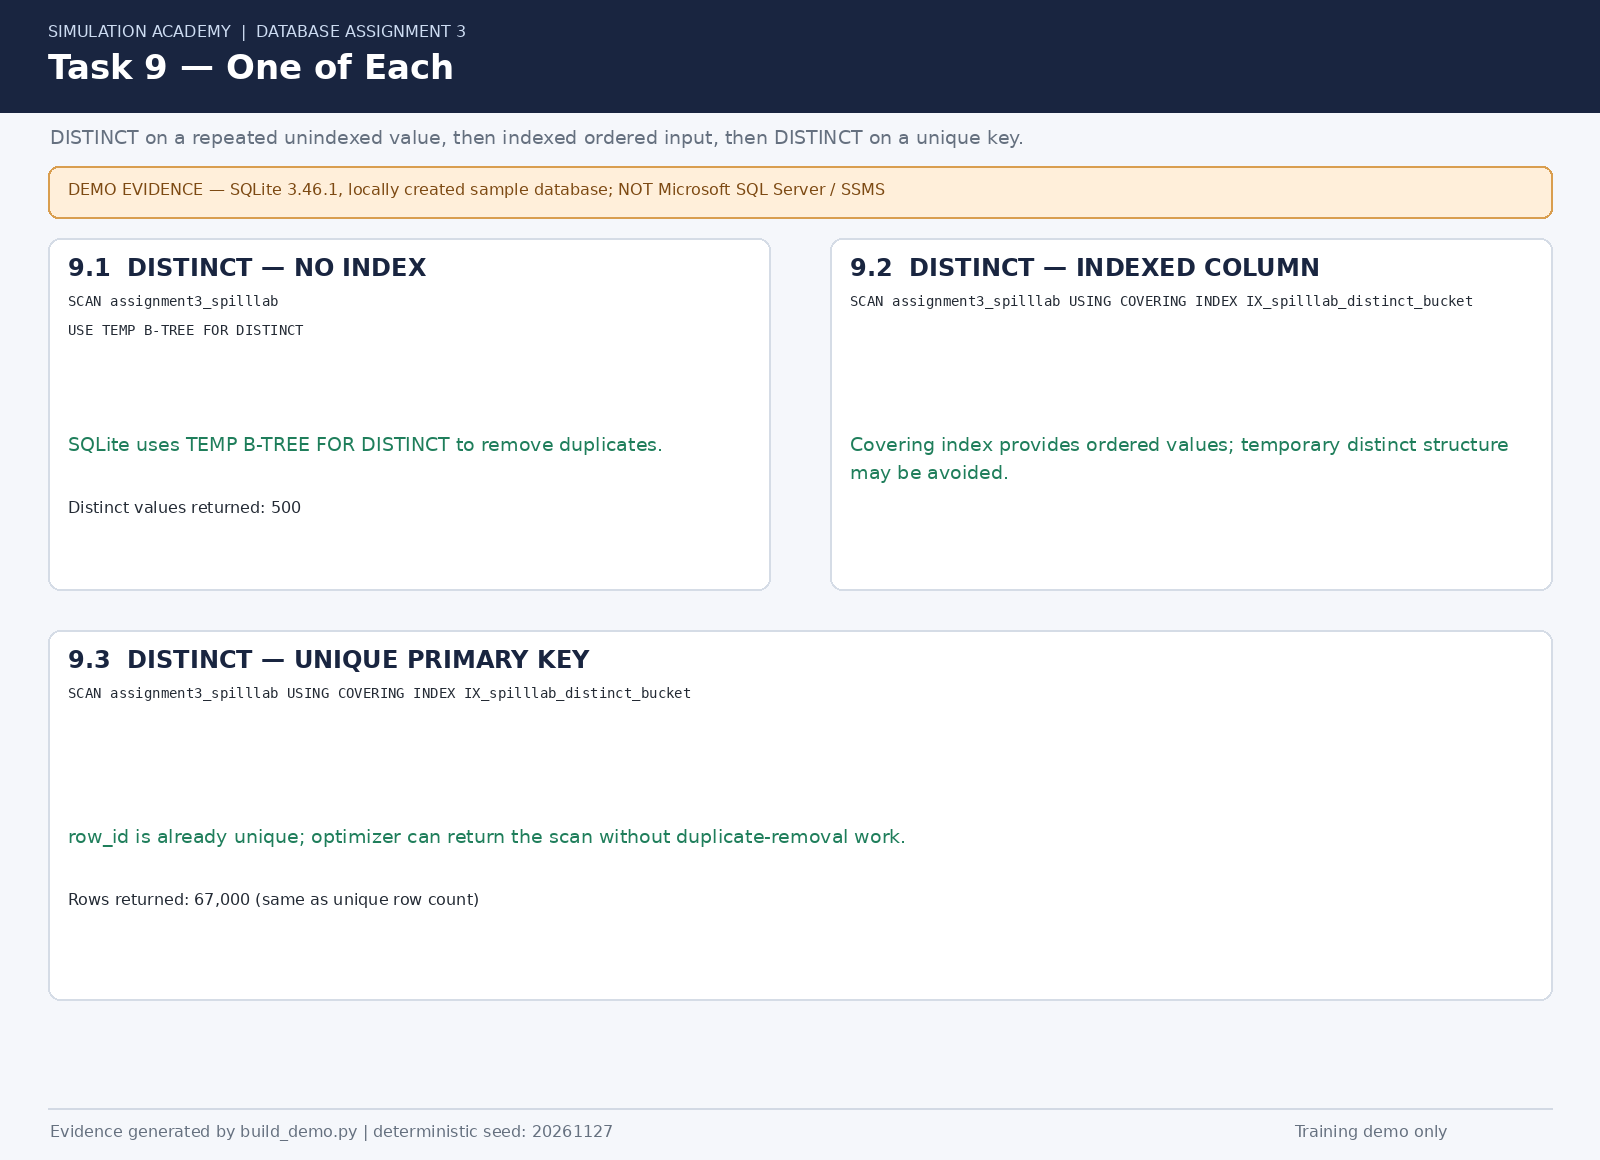 SIMULATION ACADEMY | DATABASE ASSIGNMENT 3
Task 9 — One of Each
DISTINCT on a repeated unindexed value, then indexed ordered input, then DISTINCT on a unique key.
DEMO EVIDENCE — SQLite 3.46.1, locally created sample database; NOT Microsoft SQL Server / SSMS
9.1 DISTINCT — NO INDEX
SCAN assignment3_spilllab
USE TEMP B-TREE FOR DISTINCT
SQLite uses TEMP B-TREE FOR DISTINCT to remove duplicates.
Distinct values returned: 500
9.2 DISTINCT — INDEXED COLUMN
SCAN assignment3_spilllab USING COVERING INDEX IX_spilllab_distinct_bucket
Covering index provides ordered values; temporary distinct structure
may be avoided.
9.3 DISTINCT — UNIQUE PRIMARY KEY
SCAN assignment3_spilllab USING COVERING INDEX IX_spilllab_distinct_bucket
row_id is already unique; optimizer can return the scan without duplicate-removal work.
Rows returned: 67,000 (same as unique row count)
Evidence generated by build_demo.py | deterministic seed: 20261127
Training demo only